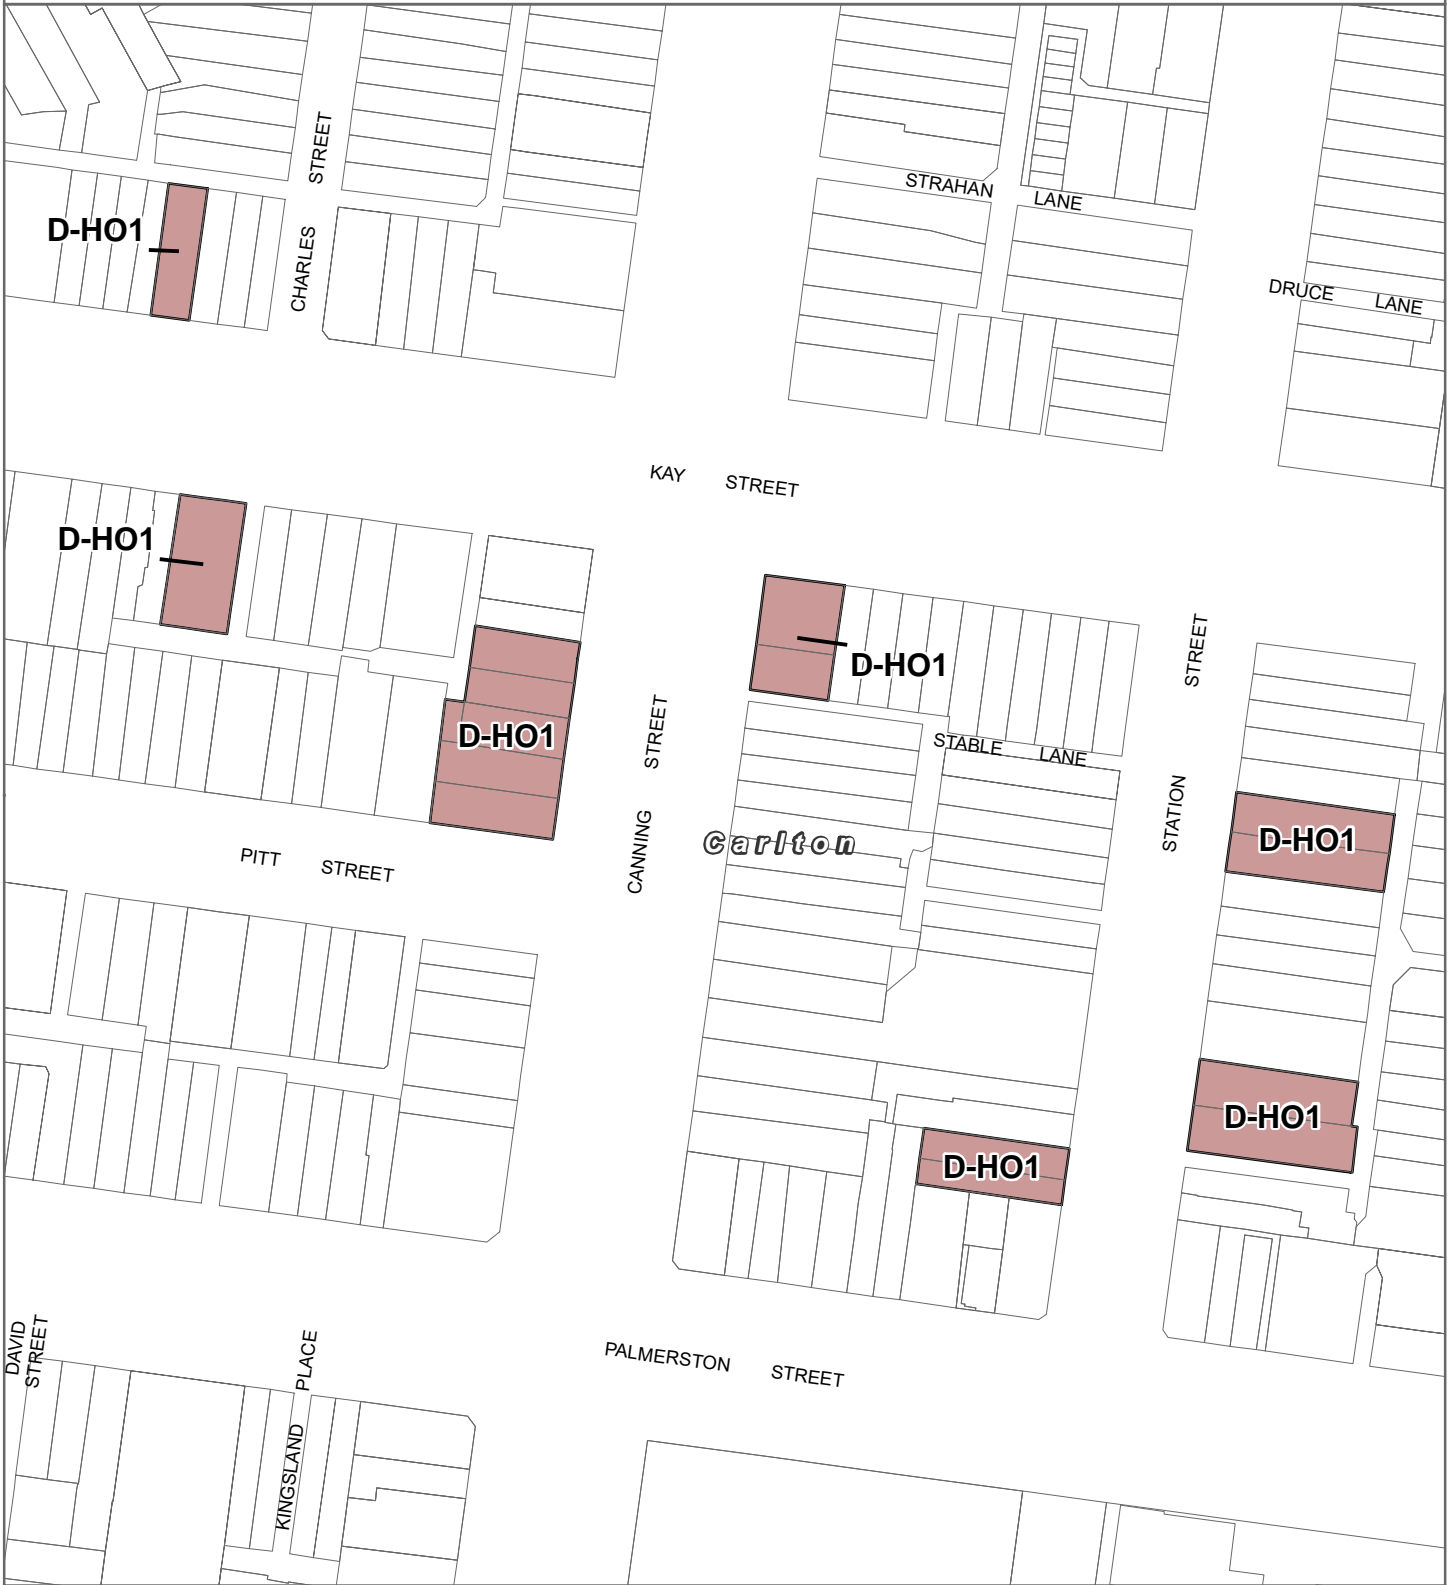 STREET
STRAHAN
LANE
D-HO1
CHARLES
DRUCE
LANE
KAY
STREET
D-HO1
STREET
D-HO1
STREET
D-HO1
STABLE
LANE
STATION
CANNING
Carlton
D-HO1
PITT
STREET
D-HO1
D-HO1
DAVID
STREET
PLACE
PALMERSTON
STREET
KINGSLAND